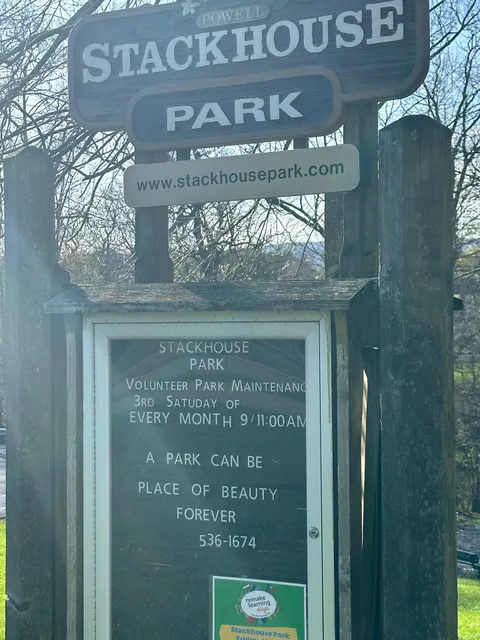 POWELL
STACKHOUSE
PARK
www.stackhousepark.com
STACKHOUSE
PARK
VOLUNTEER PARK MAINTENANC
3RD SATUDAY OF
EVERY MONTH 9/11:00AM
A PARK CAN BE
PLACE OF BEAUTY
FOREVER
536-1674
remake
learning
days
Stackhouse Park